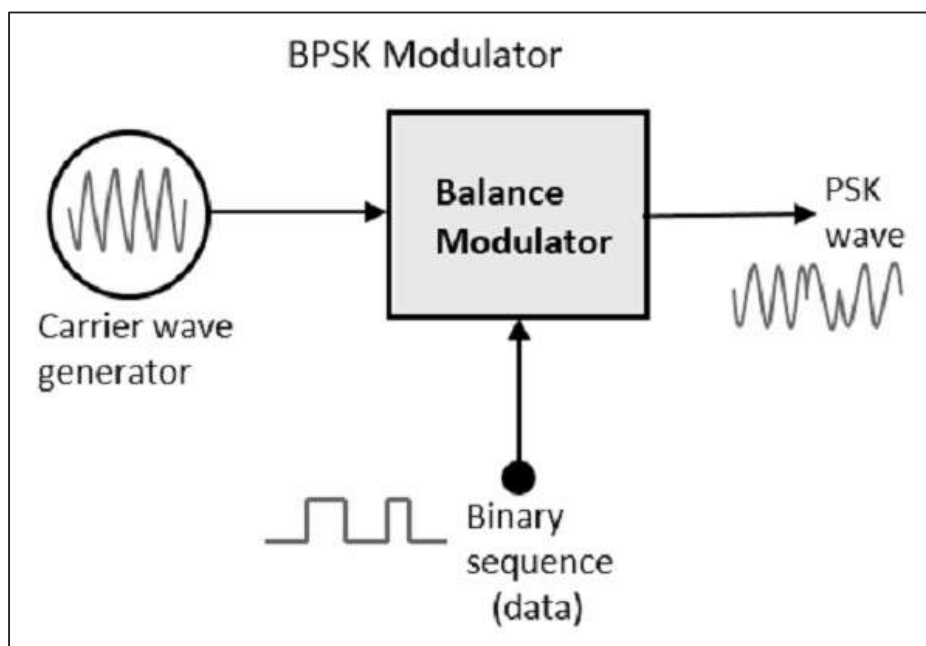 BPSK Modulator
Carrier wave
generator
Balance
Modulator
PSK
wave
Binary
sequence
(data)